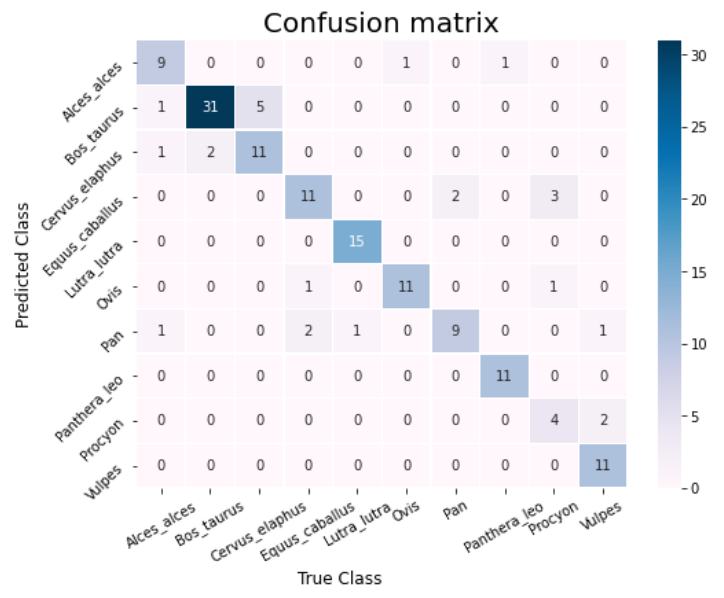 Confusion matrix
Alces_alces 9 0 0 0 0 1 0 1 0 0
Bos_taurus 1 31 5 0 0 0 0 0 0 0
Cervus_elaphus 1 2 11 0 0 0 0 0 0 0
Equus_caballus 0 0 0 11 0 0 2 0 3 0
Lutra_lutra 0 0 0 0 15 0 0 0 0 0
Ovis 0 0 0 1 0 11 0 0 1 0
Pan 1 0 0 2 1 0 9 0 0 1
Panthera_leo 0 0 0 0 0 0 0 11 0 0
Procyon 0 0 0 0 0 0 0 0 4 2
Vulpes 0 0 0 0 0 0 0 0 0 11
Predicted Class
Alces_alces Bos_taurus Cervus_elaphus Equus_caballus Lutra_lutra Ovis Pan Panthera_leo Procyon Vulpes
True Class
30
25
20
15
10
5
0